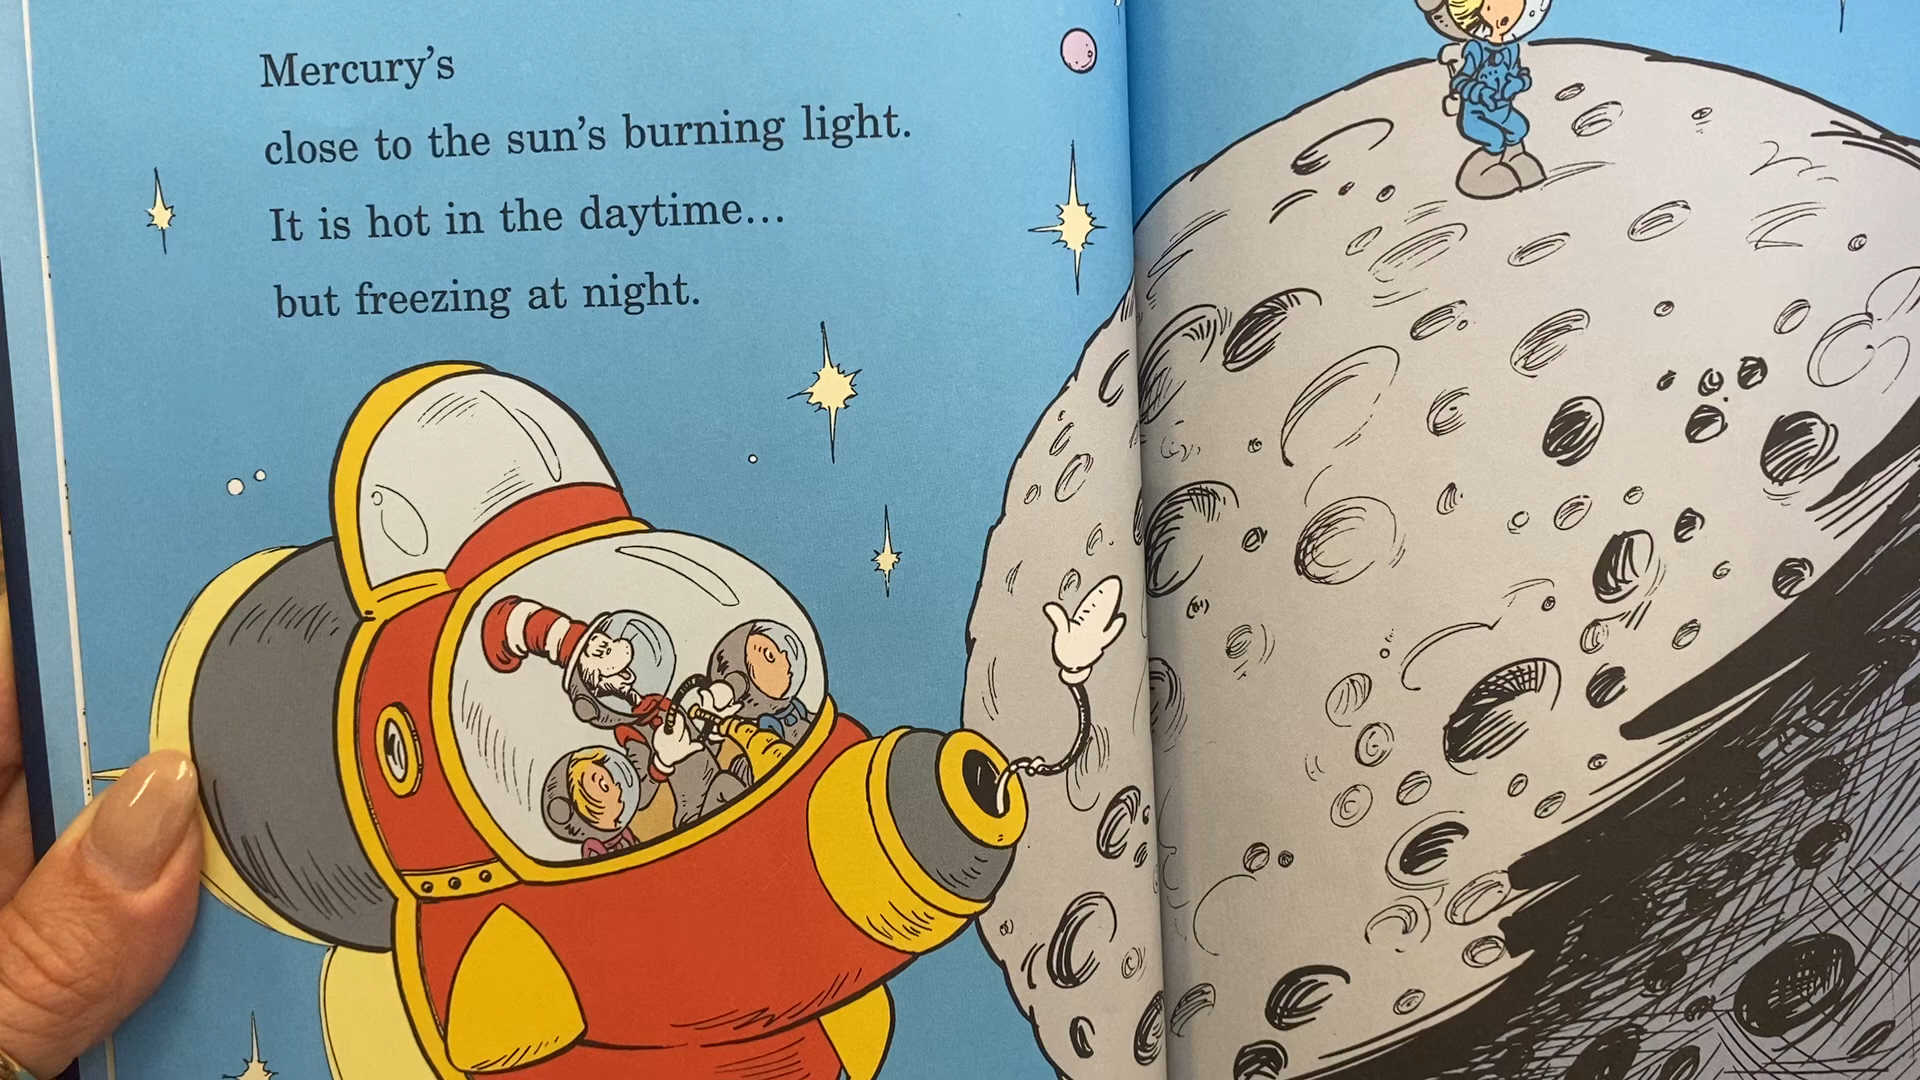 Mercury's
close to the sun's burning light.
It is hot in the daytime...
but freezing at night.